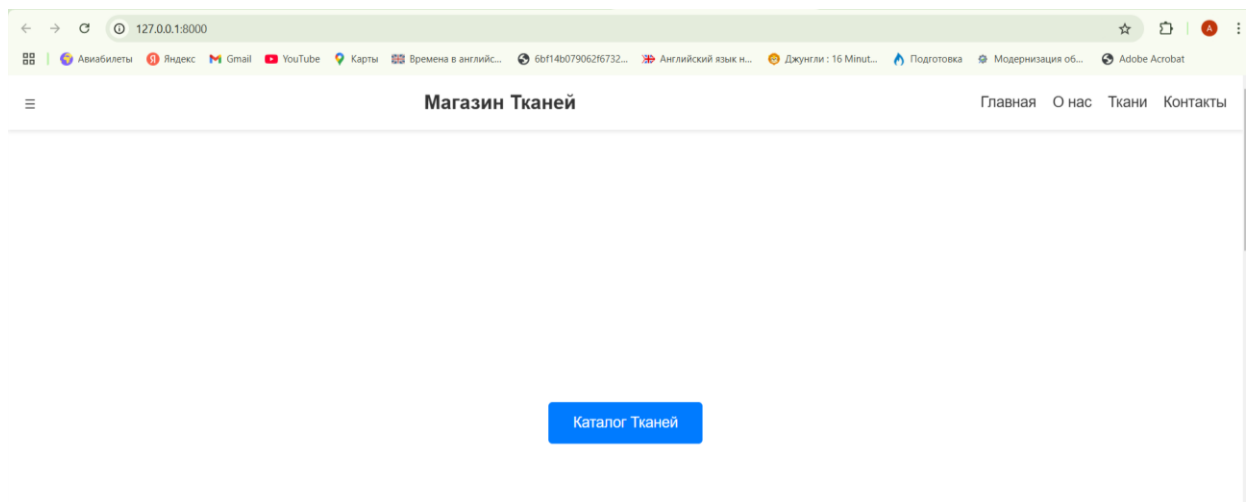 127.0.0.1:8000
Авиабилеты Яндекс Gmail YouTube Карты Времена в английс... 6bf14b079062f6732... Английский язык н... Джунгли : 16 Minut... Подготовка Модернизация об... Adobe Acrobat
Магазин Тканей Главная О нас Ткани Контакты
Каталог Тканей